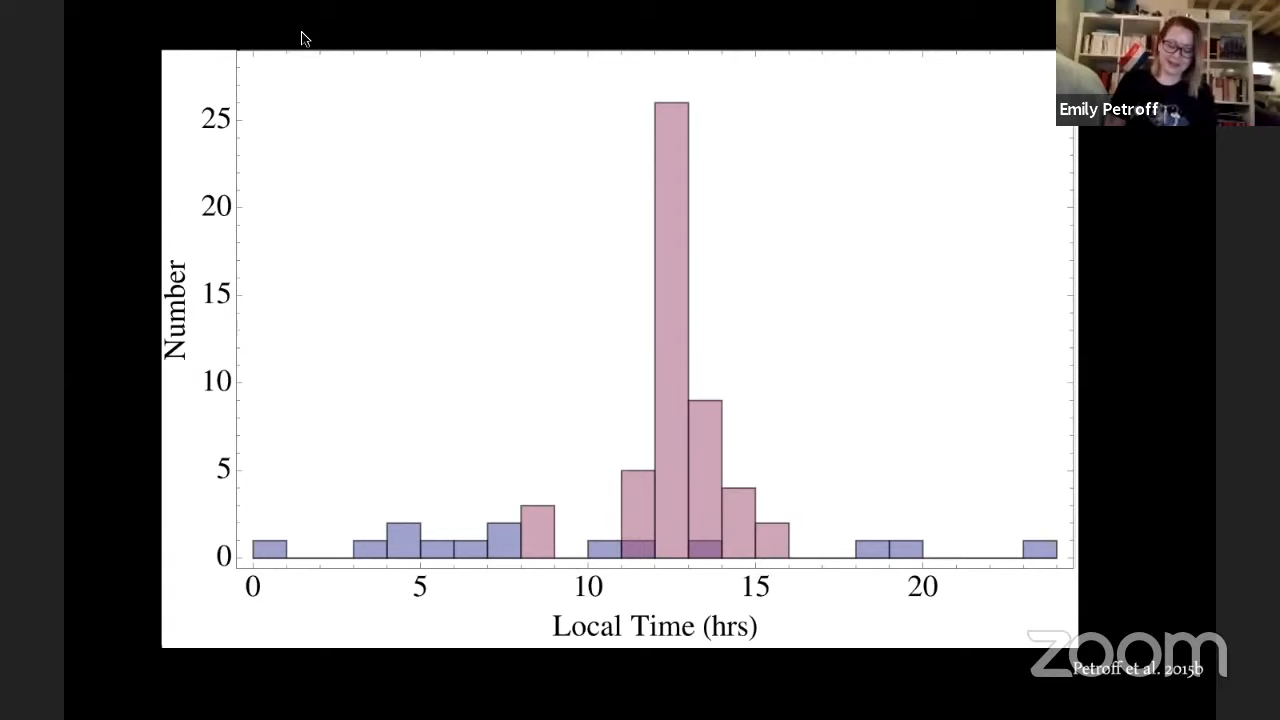 Emily Petroff
25
20
15
10
5
0
Number
0 5 10 15 20
Local Time (hrs)
zoom
Petroff et al. 2015b